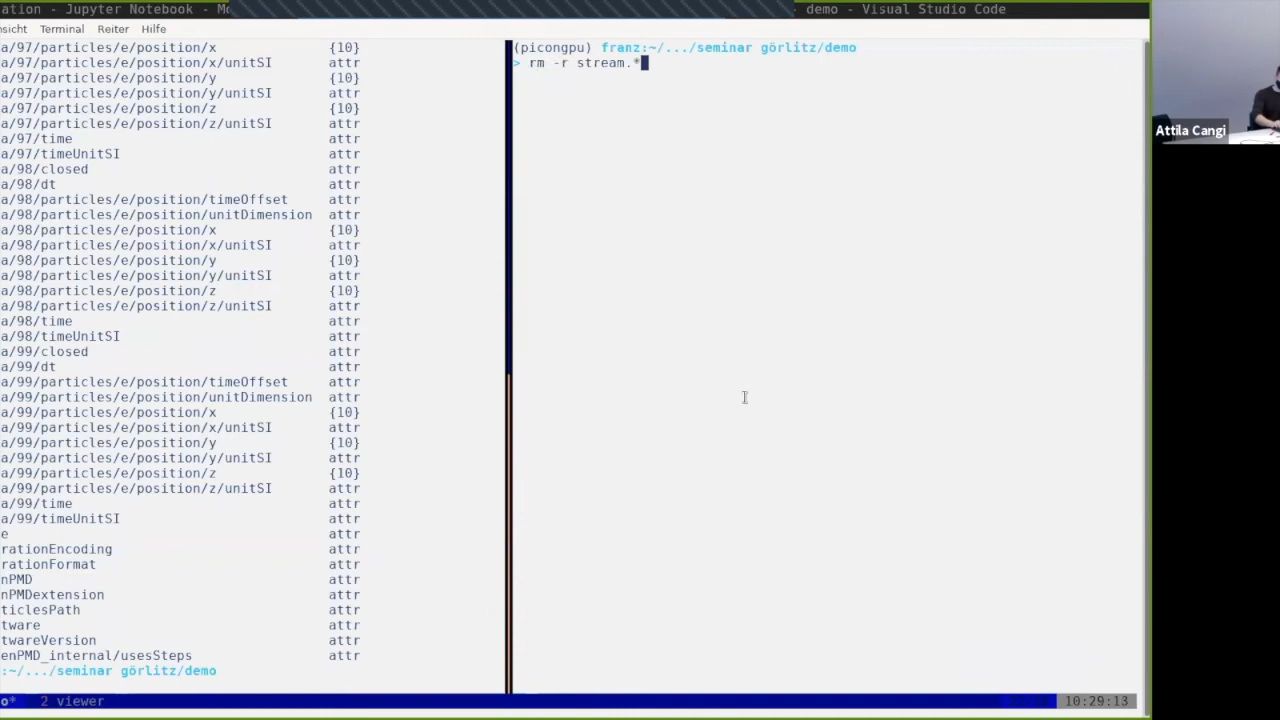 ation - Jupyter Notebook - Mo
- demo - Visual Studio Code
nsicht Terminal Reiter Hilfe
a/97/particles/e/position/x {10}
a/97/particles/e/position/x/unitSI attr
a/97/particles/e/position/y {10}
a/97/particles/e/position/y/unitSI attr
a/97/particles/e/position/z {10}
a/97/particles/e/position/z/unitSI attr
a/97/time attr
a/97/timeUnitSI attr
a/98/closed attr
a/98/dt attr
a/98/particles/e/position/timeOffset attr
a/98/particles/e/position/unitDimension attr
a/98/particles/e/position/x {10}
a/98/particles/e/position/x/unitSI attr
a/98/particles/e/position/y {10}
a/98/particles/e/position/y/unitSI attr
a/98/particles/e/position/z {10}
a/98/particles/e/position/z/unitSI attr
a/98/time attr
a/98/timeUnitSI attr
a/99/closed attr
a/99/dt attr
a/99/particles/e/position/timeOffset attr
a/99/particles/e/position/unitDimension attr
a/99/particles/e/position/x {10}
a/99/particles/e/position/x/unitSI attr
a/99/particles/e/position/y {10}
a/99/particles/e/position/y/unitSI attr
a/99/particles/e/position/z {10}
a/99/particles/e/position/z/unitSI attr
a/99/time attr
a/99/timeUnitSI attr
e attr
rationEncoding attr
rationFormat attr
nPMD attr
nPMDextension attr
ticlesPath attr
tware attr
twareVersion attr
enPMD_internal/usesSteps attr
:~/.../seminar görlitz/demo
(picongpu) franz:~/.../seminar görlitz/demo
> rm -r stream.*
Attila Cangi
o* 2 viewer
10:29:13